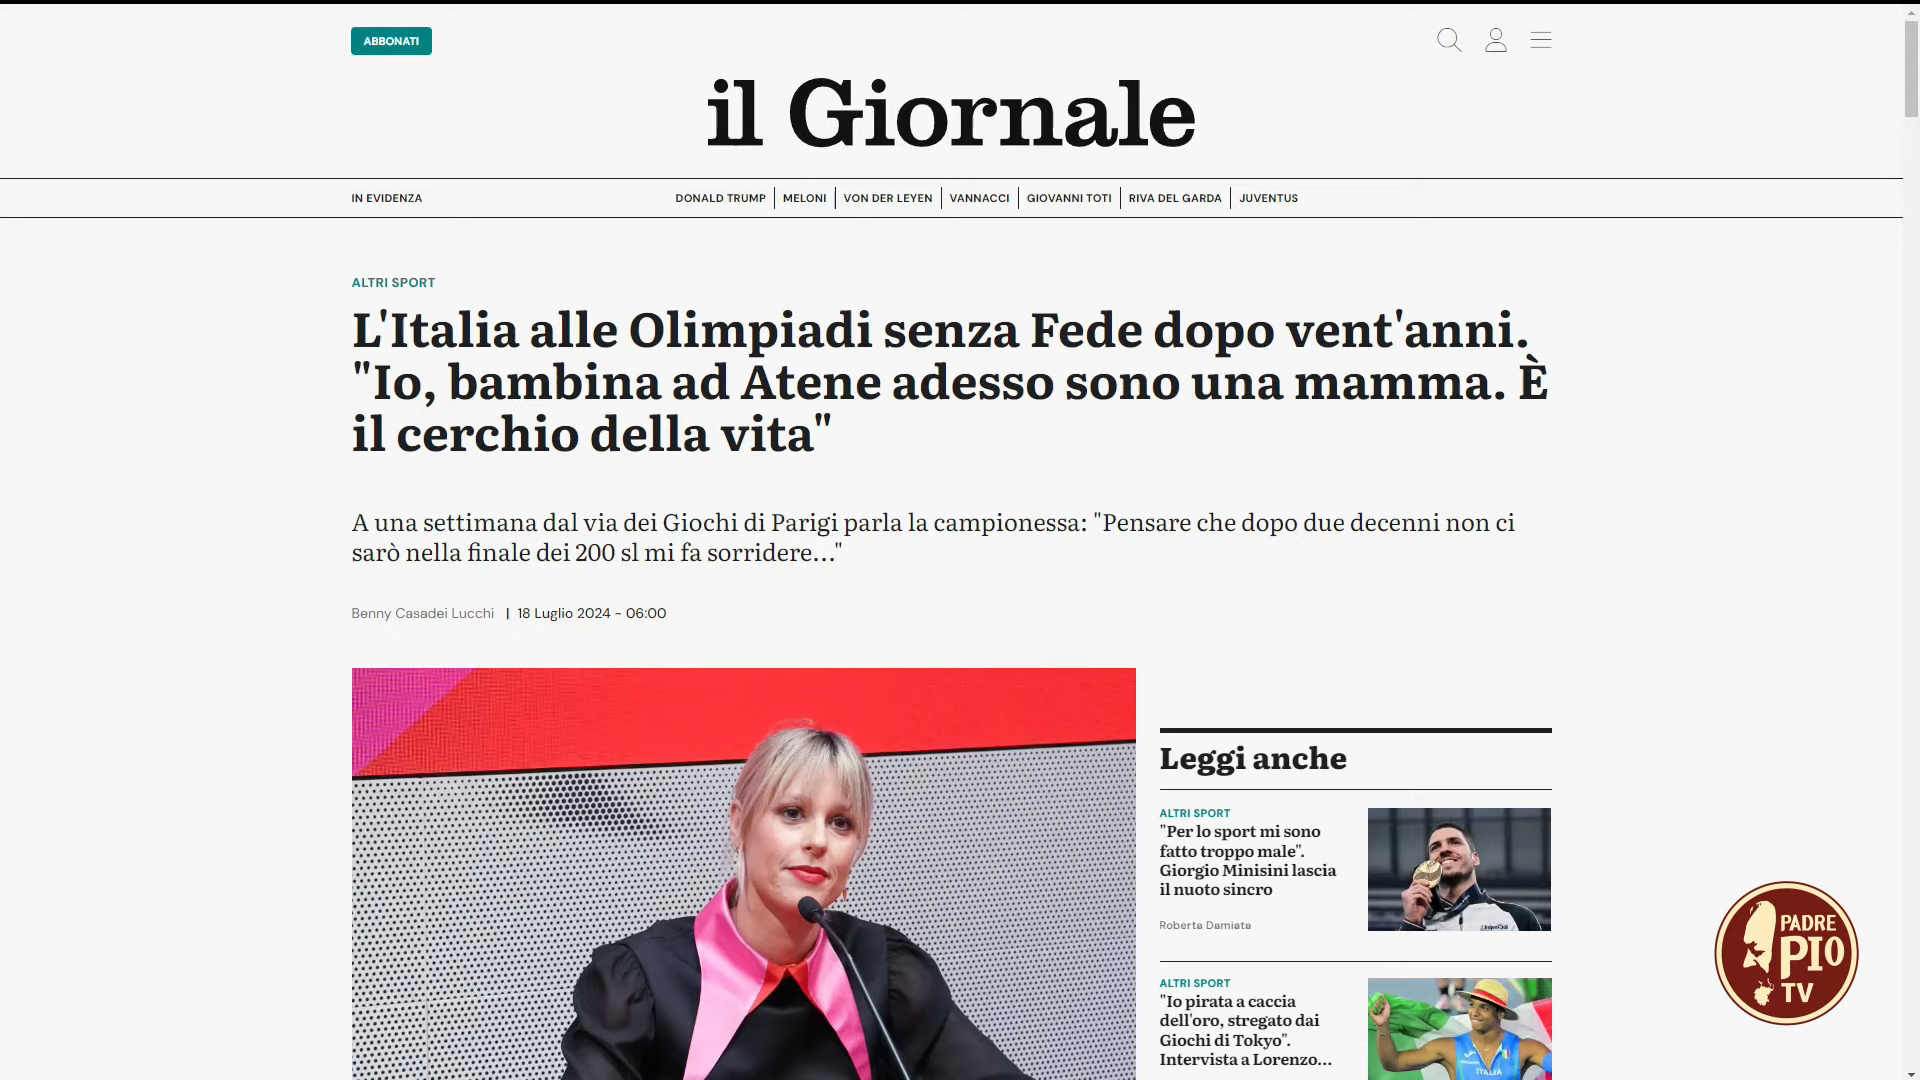 ABBONATI
il Giornale
IN EVIDENZA
DONALD TRUMP
MELONI
VON DER LEYEN
VANNACCI
GIOVANNI TOTI
RIVA DEL GARDA
JUVENTUS
ALTRI SPORT
L'Italia alle Olimpiadi senza Fede dopo vent'anni.
"Io, bambina ad Atene adesso sono una mamma. È
il cerchio della vita"
A una settimana dal via dei Giochi di Parigi parla la campionessa: "Pensare che dopo due decenni non ci
sarò nella finale dei 200 sl mi fa sorridere..."
Benny Casadei Lucchi | 18 Luglio 2024 - 06:00
Leggi anche
ALTRI SPORT
"Per lo sport mi sono
fatto troppo male".
Giorgio Minisini lascia
il nuoto sincro
Roberta Damiata
ALTRI SPORT
"Io pirata a caccia
dell'oro, stregato dai
Giochi di Tokyo".
Intervista a Lorenzo...
ITALIA
PADRE
PIO
TV